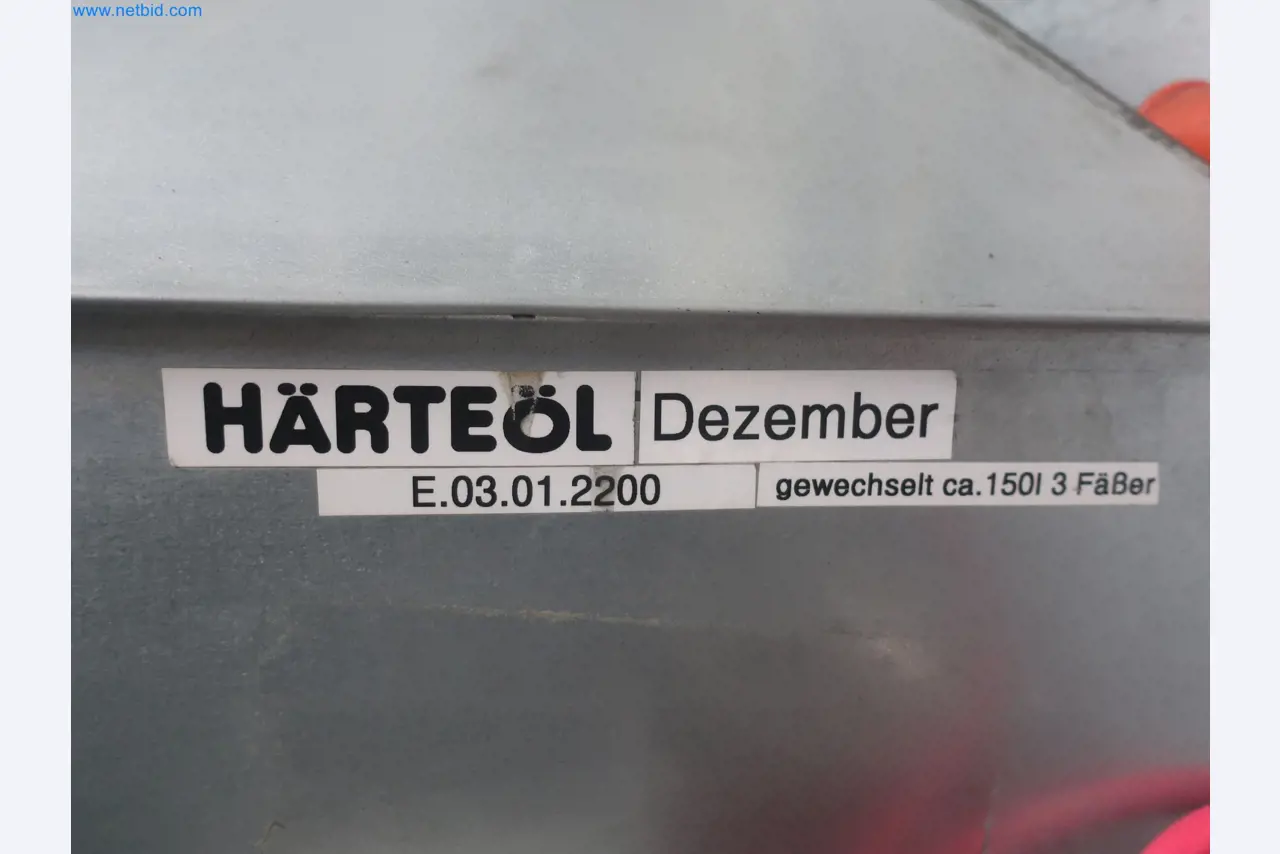 www.netbid.com
HÄRTEÖL Dezember
E.03.01.2200 gewechselt ca.150l 3 Fäßer